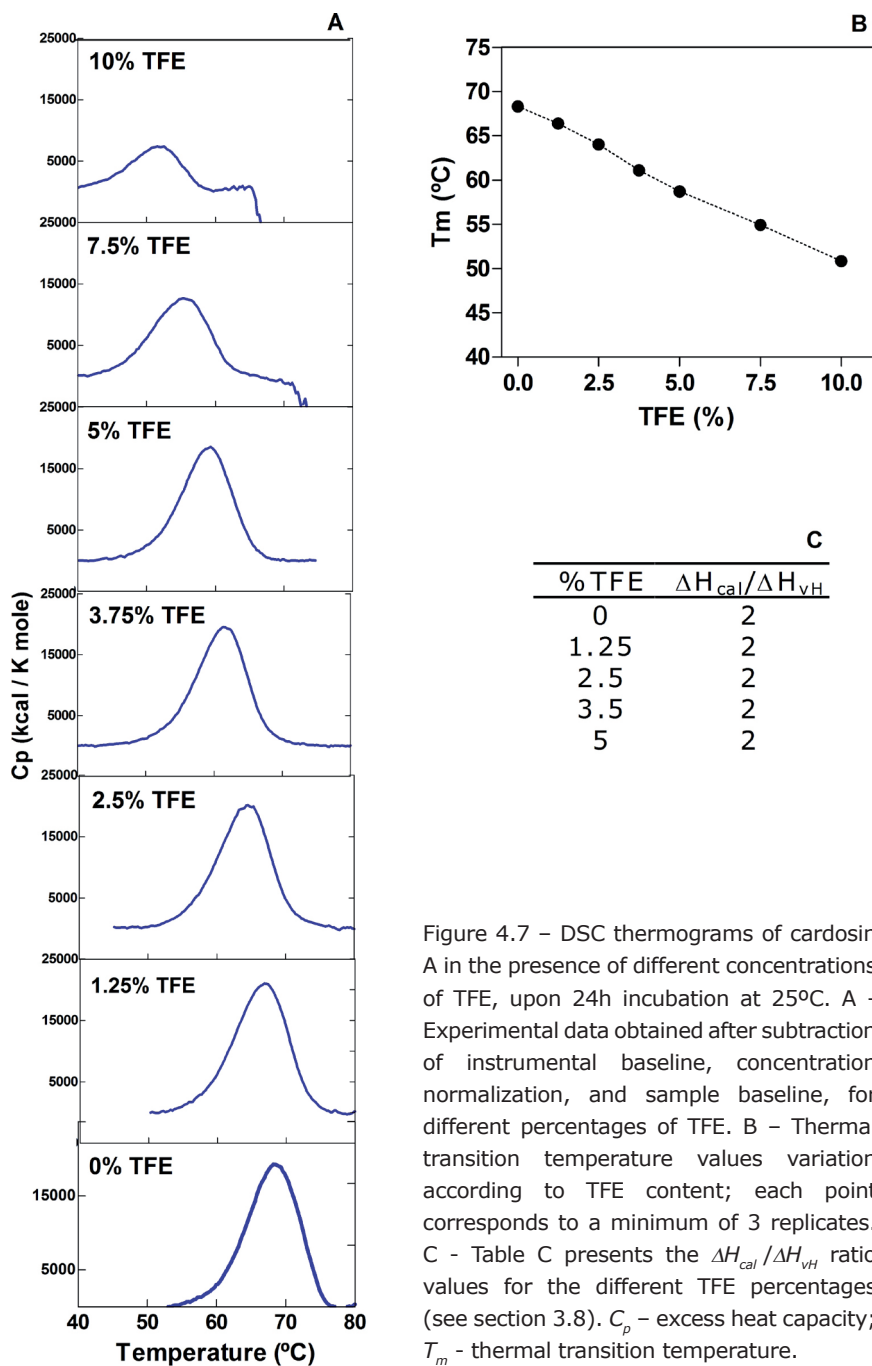 A
25000
10% TFE
15000
5000
25000
7.5% TFE
15000
5000
25000
5% TFE
15000
5000
25000
3.75% TFE
15000
5000
25000
2.5% TFE
15000
5000
25000
1.25% TFE
15000
5000
0% TFE
15000
5000
40 50 60 70 80
Temperature (ºC)
Cp (kcal / K mole)
B
75
70
65
60
55
50
45
40
Tm (ºC)
0.0 2.5 5.0 7.5 10.0
TFE (%)
C
% TFE ΔHcal/ΔHvH
0 2
1.25 2
2.5 2
3.5 2
5 2
Figure 4.7 – DSC thermograms of cardosin
A in the presence of different concentrations
of TFE, upon 24h incubation at 25ºC. A -
Experimental data obtained after subtraction
of instrumental baseline, concentration
normalization, and sample baseline, for
different percentages of TFE. B – Thermal
transition temperature values variation
according to TFE content; each point
corresponds to a minimum of 3 replicates.
C - Table C presents the ΔHcal /ΔHvH ratio
values for the different TFE percentages
(see section 3.8). Cp – excess heat capacity;
Tm - thermal transition temperature.